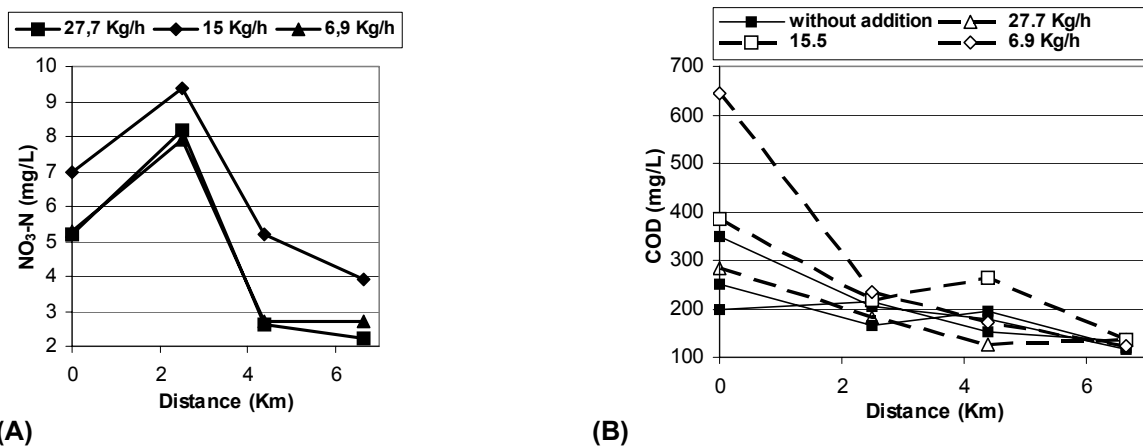 27,7 Kg/h 15 Kg/h 6,9 Kg/h
10
9
8
7
6
5
4
3
2
NO₃-N (mg/L)
0 2 4 6
Distance (Km)
(A)
without addition 27.7 Kg/h
15.5 6.9 Kg/h
700
600
500
400
300
200
100
COD (mg/L)
0 2 4 6
Distance (Km)
(B)